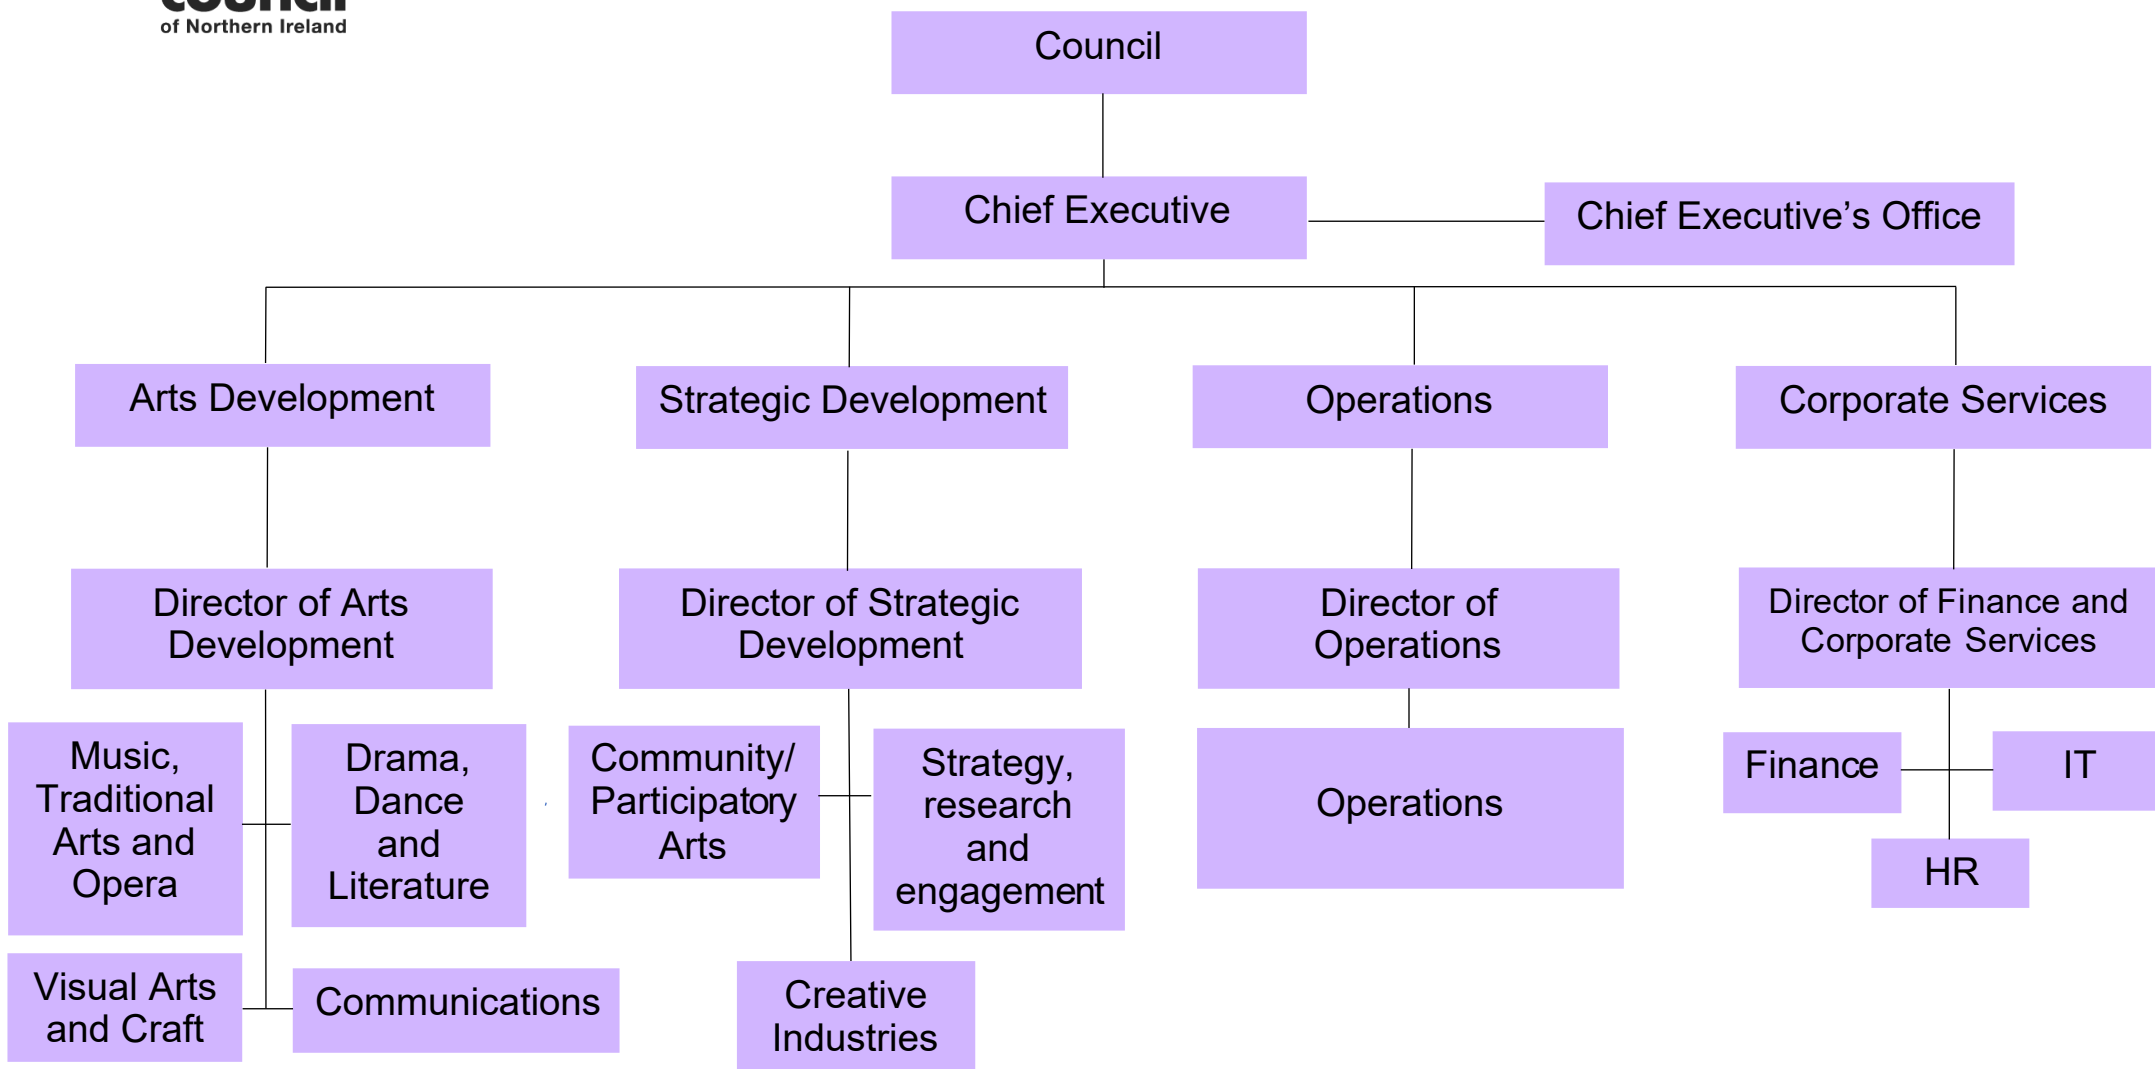 council
of Northern Ireland
Council
Chief Executive
Chief Executive’s Office
Arts Development
Strategic Development
Operations
Corporate Services
Director of Arts
Development
Director of Strategic
Development
Director of
Operations
Director of Finance and
Corporate Services
Music,
Traditional
Arts and
Opera
Drama,
Dance
and
Literature
Community/
Participatory
Arts
Strategy,
research
and
engagement
Operations
Finance
IT
HR
Visual Arts
and Craft
Communications
Creative
Industries